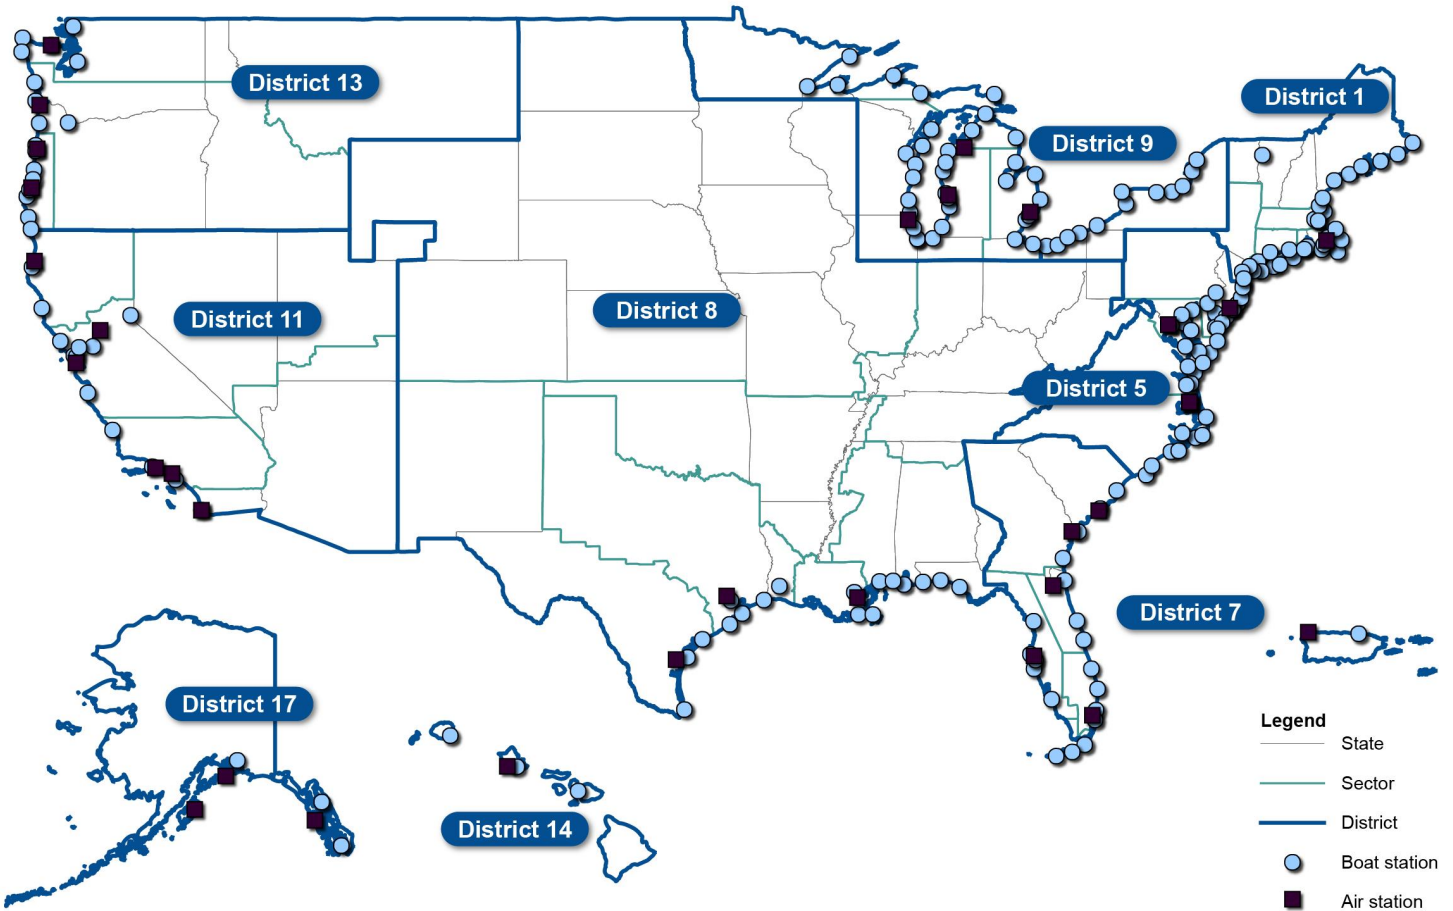 District 13
District 1
District 9
District 11
District 8
District 5
District 7
District 17
District 14
Legend
State
Sector
District
Boat station
Air station